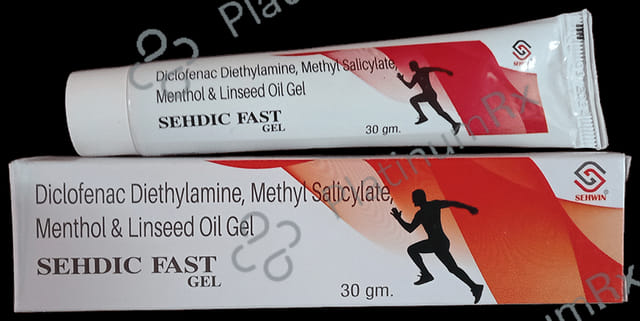 Diclofenac Diethylamine, Methyl Salicylate,
Menthol & Linseed Oil Gel
SEHDIC FAST
GEL
30 gm.
SEHWIN
Diclofenac Diethylamine, Methyl Salicylate,
Menthol & Linseed Oil Gel
SEHDIC FAST
GEL
30 gm.
SEHWIN
PlatinumRx